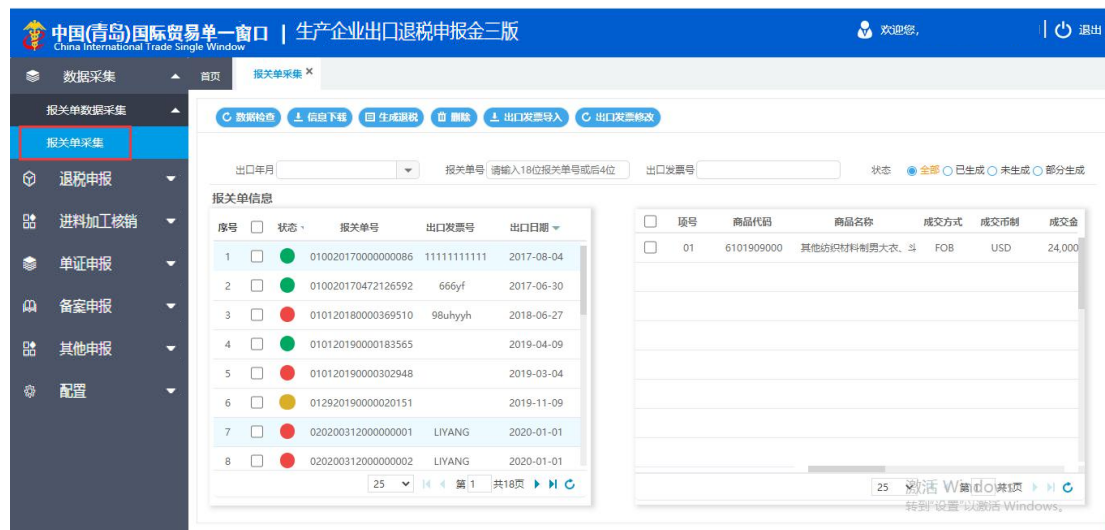 中国(青岛)国际贸易单一窗口 | 生产企业出口退税申报金三版
China International Trade Single Window
欢迎您,
退出
数据采集
首页
报关单采集 ×
报关单数据采集
报关单采集
数据检查 信息下载 生成退税 删除 出口发票导入 出口发票修改
出口年月 报关单号 请输入18位报关单号或后4位 出口发票号 状态 全部 已生成 未生成 部分生成
退税申报
进料加工核销
单证申报
备案申报
其他申报
配置
报关单信息
序号 状态 报关单号 出口发票号 出口日期
1 010020170000000086 11111111111 2017-08-04
2 010020170472126592 666yf 2017-06-30
3 010120180000369510 98uhyyh 2018-06-27
4 010120190000183565 2019-04-09
5 010120190000302948 2019-03-04
6 012920190000020151 2019-11-09
7 020200312000000001 LIYANG 2020-01-01
8 020200312000000002 LIYANG 2020-01-01
25 第 1 共18页
项号 商品代码 商品名称 成交方式 成交币制 成交金
01 6101909000 其他纺织材料制男大衣、斗 FOB USD 24,000
25 第
激活 Windows
转到"设置"以激活 Windows。